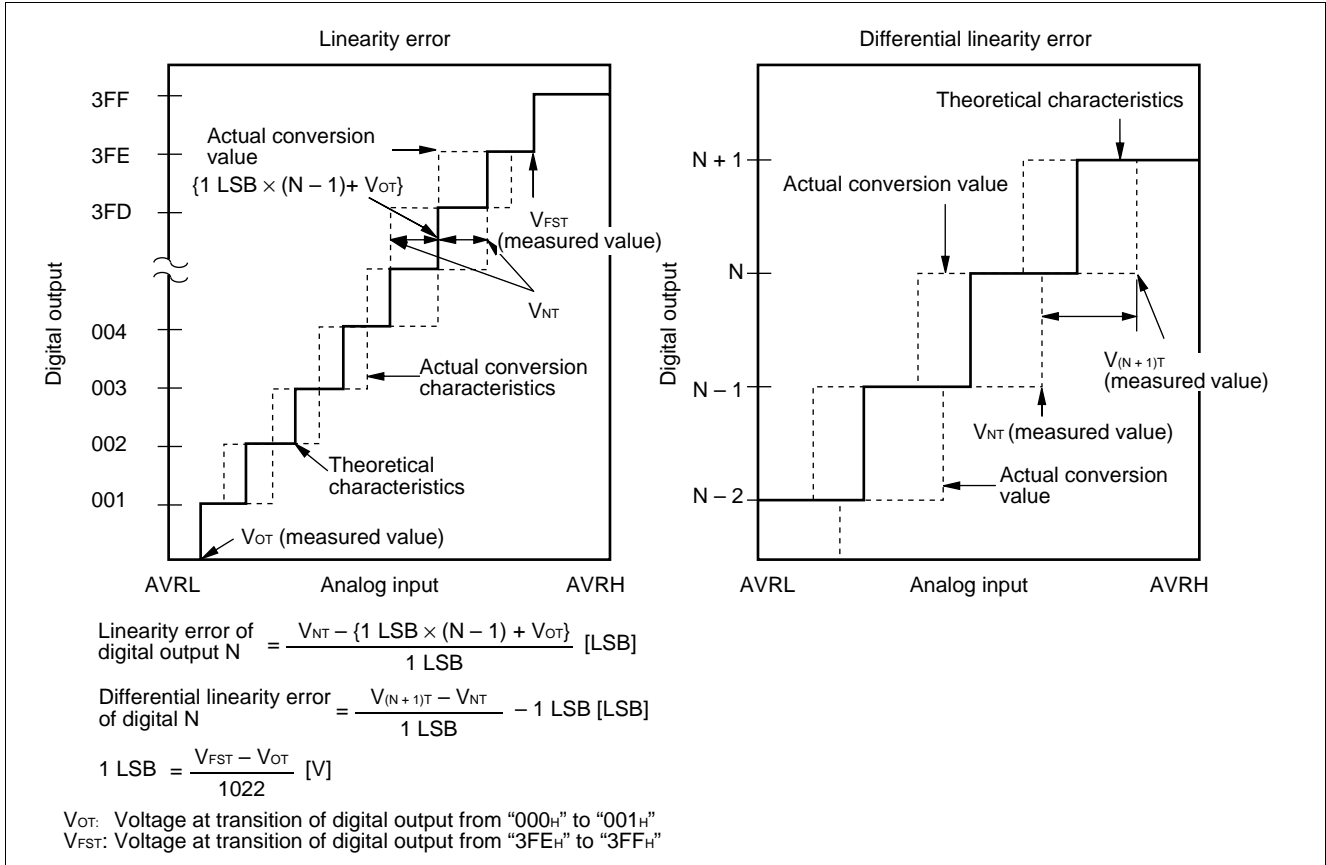 Linearity error
3FF
3FE
3FD
004
003
002
001
Digital output
Actual conversion
value
{1 LSB × (N – 1)+ VOT}
VFST
(measured value)
VNT
Actual conversion
characteristics
Theoretical
characteristics
VOT (measured value)
AVRL
Analog input
AVRH
Differential linearity error
Theoretical characteristics
N + 1
Actual conversion value
N
Digital output
V(N + 1)T
(measured value)
N – 1
VNT (measured value)
Actual conversion
value
N – 2
AVRL
Analog input
AVRH
Linearity error of
digital output N = VNT – {1 LSB × (N – 1) + VOT} / 1 LSB [LSB]
Differential linearity error
of digital N = V(N + 1)T – VNT / 1 LSB – 1 LSB [LSB]
1 LSB = VFST – VOT / 1022 [V]
VOT: Voltage at transition of digital output from “000H” to “001H”
VFST: Voltage at transition of digital output from “3FEH” to “3FFH”